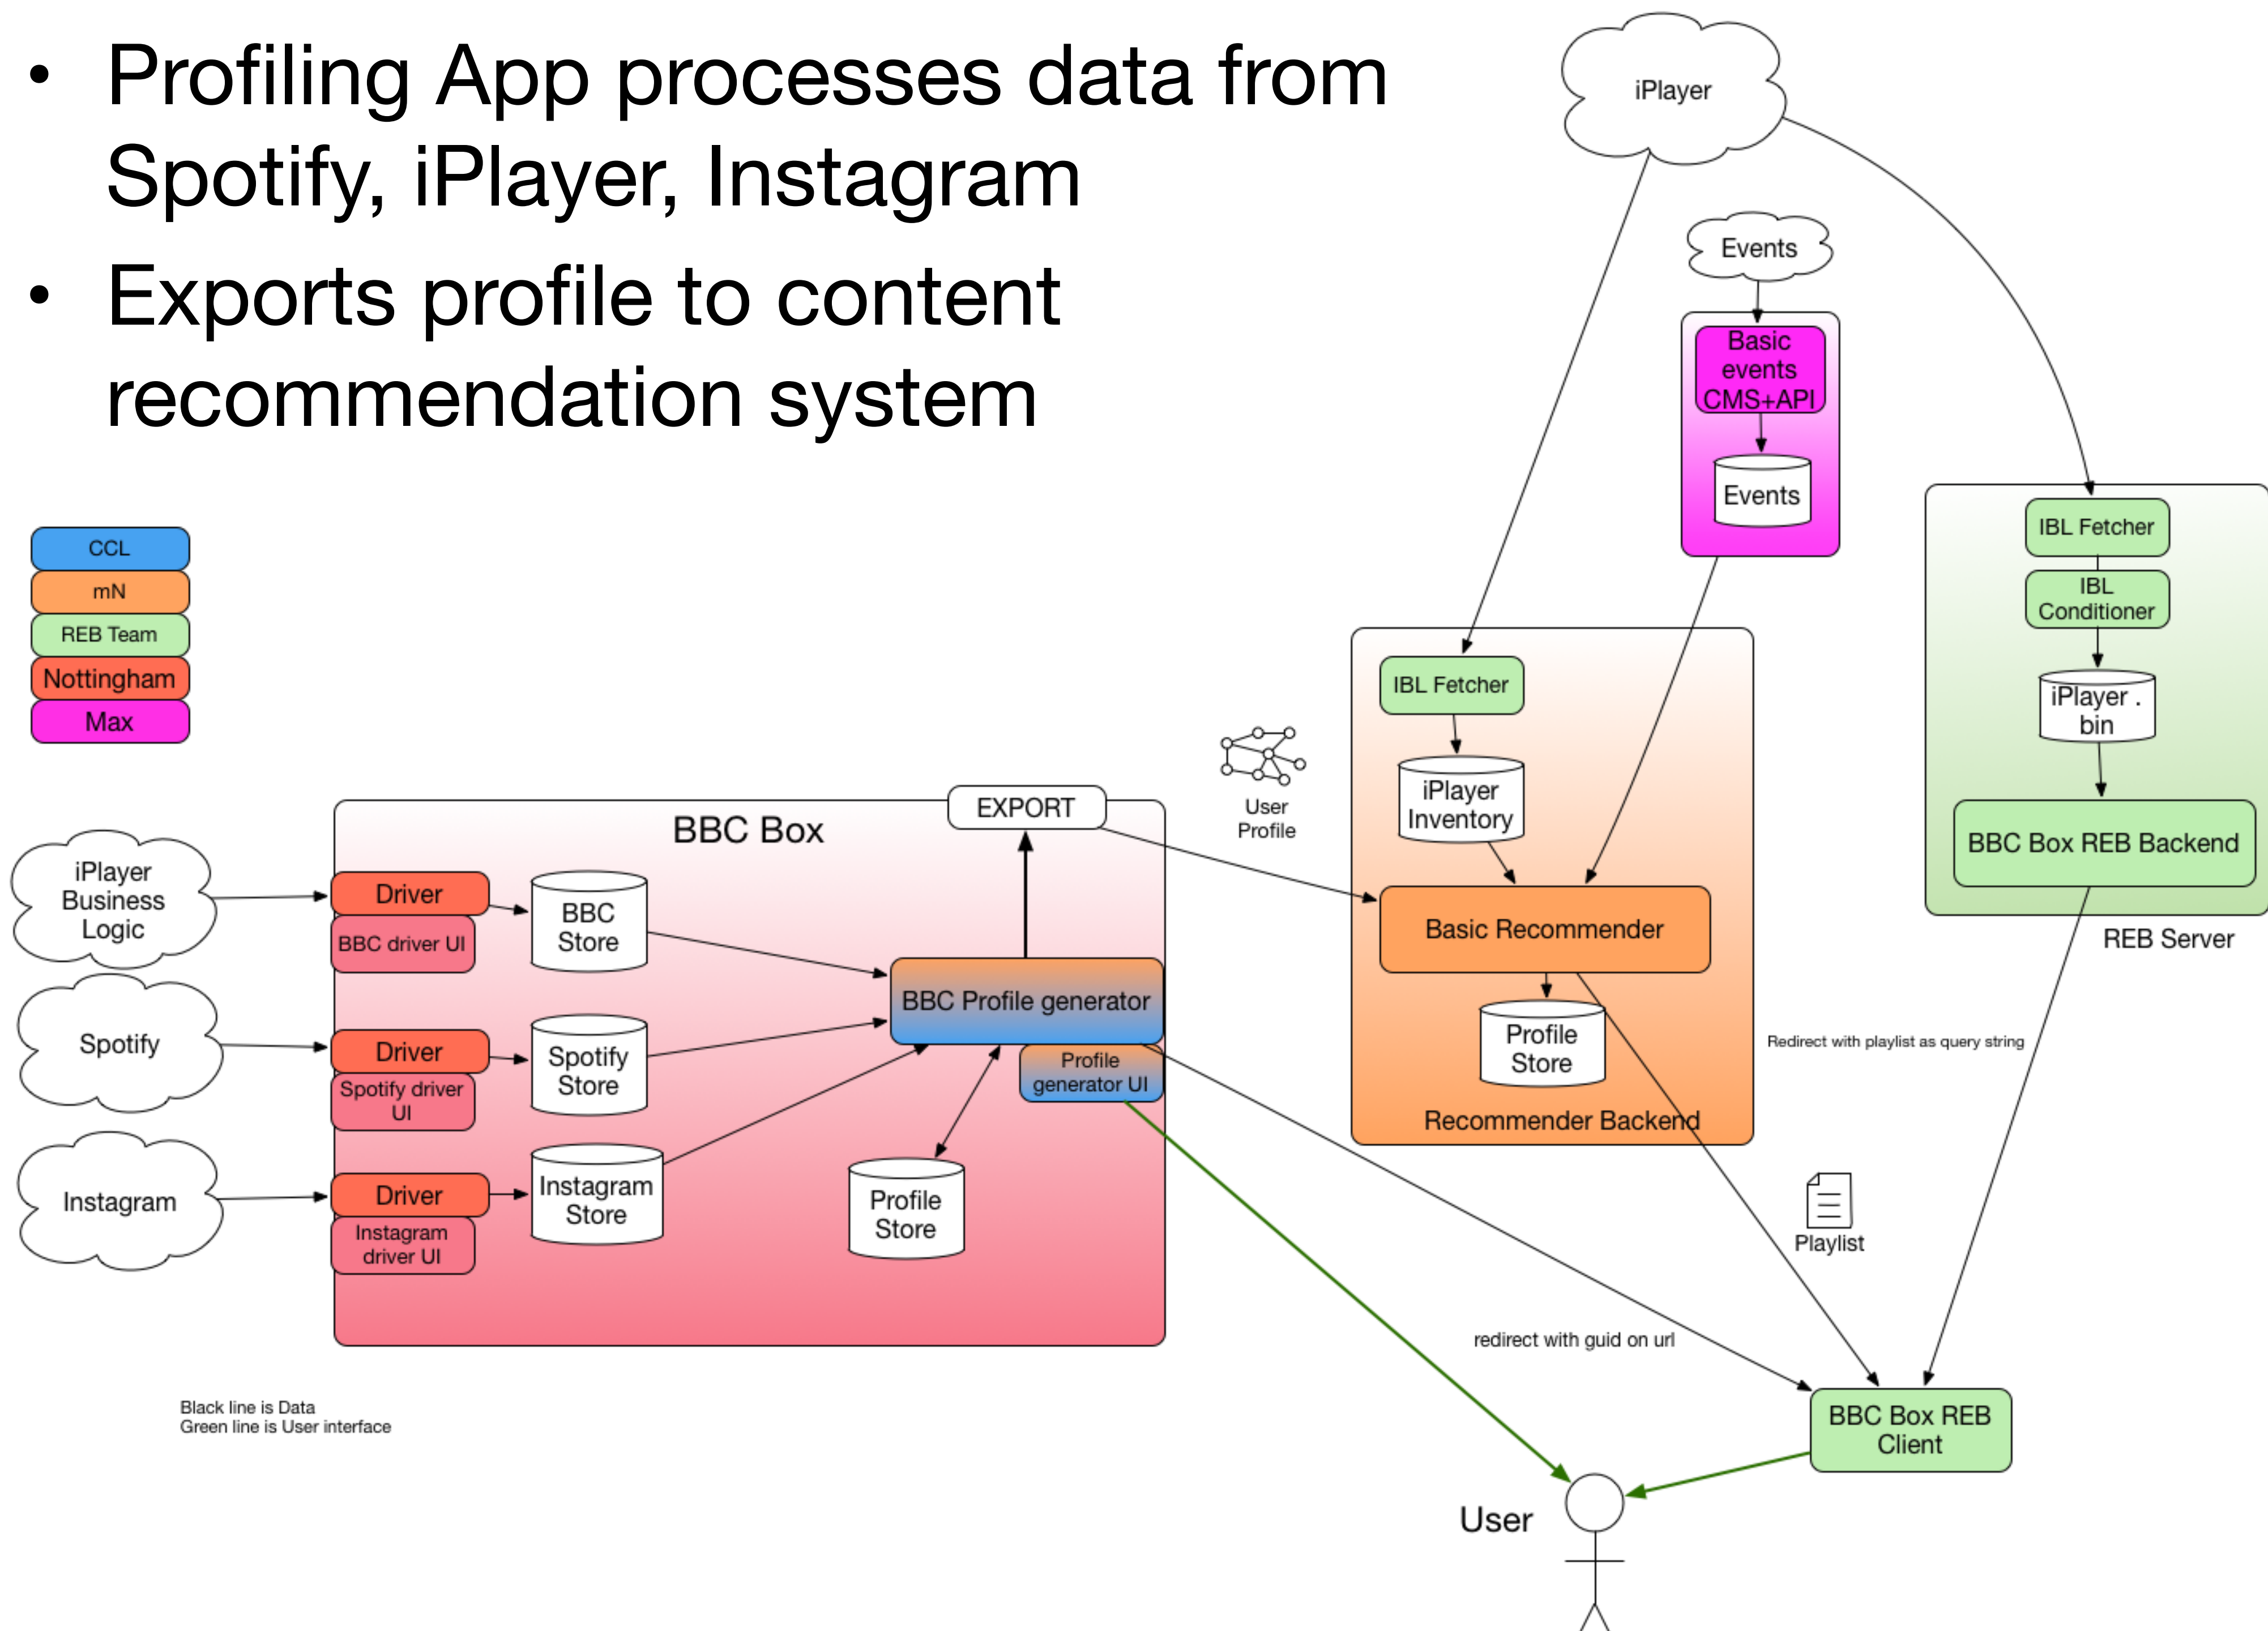 • Profiling App processes data from
Spotify, iPlayer, Instagram
• Exports profile to content
recommendation system
iPlayer
Events
Basic
events
CMS+API
Events
IBL Fetcher
IBL
Conditioner
iPlayer .
bin
BBC Box REB Backend
REB Server
CCL
mN
REB Team
Nottingham
Max
IBL Fetcher
iPlayer
Inventory
Basic Recommender
Profile
Store
Recommender Backend
User
Profile
EXPORT
BBC Box
iPlayer
Business
Logic
Driver
BBC driver UI
BBC
Store
BBC Profile generator
Profile
generator UI
Spotify
Driver
Spotify driver
UI
Spotify
Store
Instagram
Driver
Instagram
driver UI
Instagram
Store
Profile
Store
Redirect with playlist as query string
Playlist
redirect with guid on url
Black line is Data
Green line is User interface
BBC Box REB
Client
User